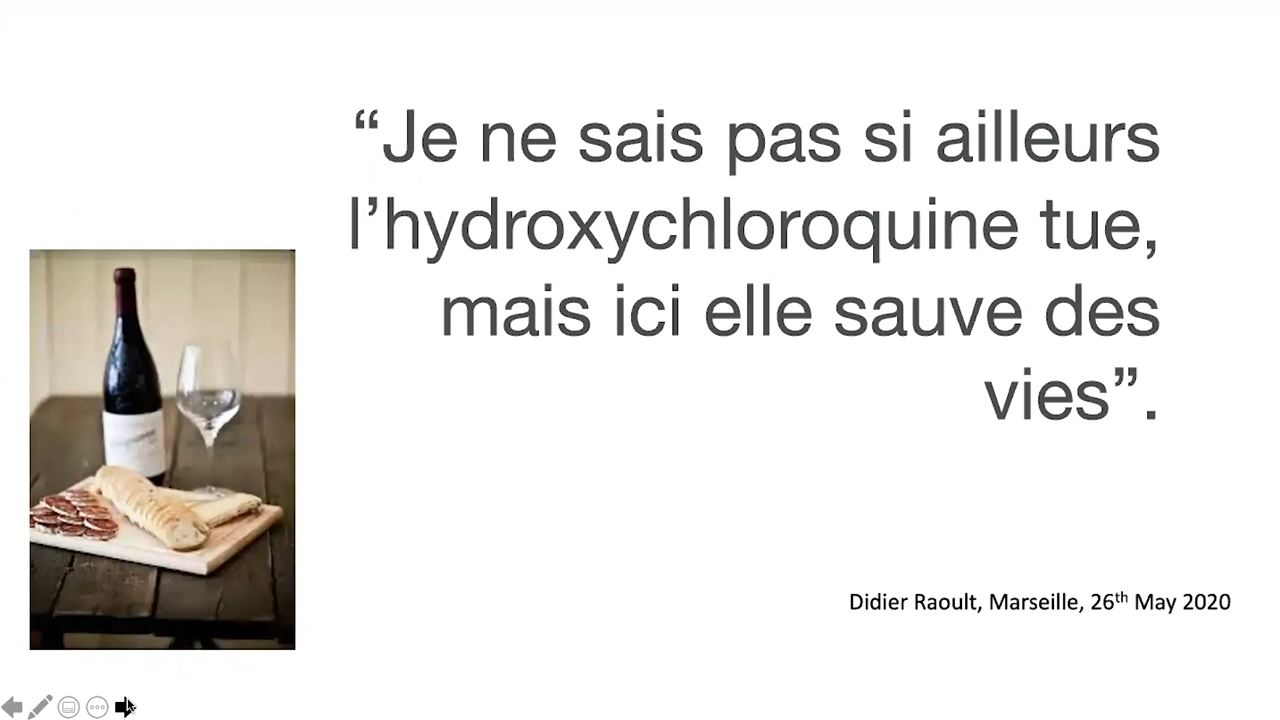 “Je ne sais pas si ailleurs
l’hydroxychloroquine tue,
mais ici elle sauve des
vies”.
Didier Raoult, Marseille, 26th May 2020